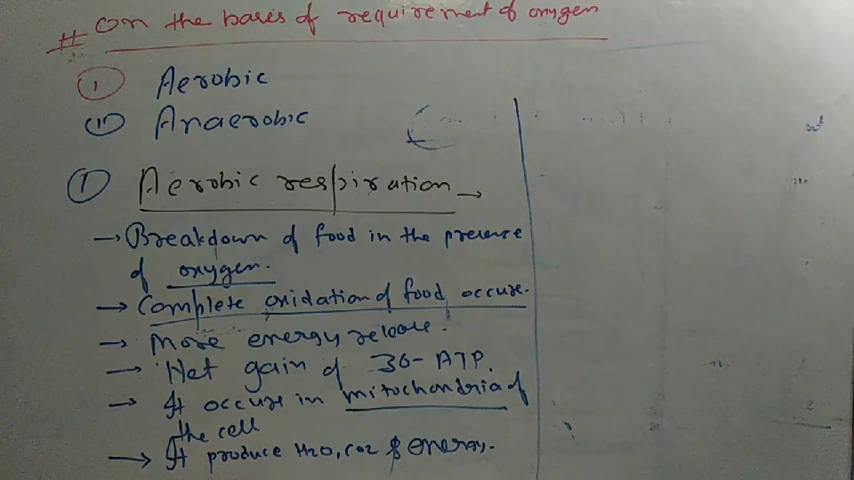 # On the basis of requirement of oxygen
(i) Aerobic
(ii) Anaerobic
(I) Aerobic respiration →
→ Breakdown of food in the presence
of oxygen.
→ Complete oxidation of food occurs.
→ More energy release.
→ Net gain of 36-ATP.
→ It occurs in mitochondria of
the cell
→ It produce H2O, CO2 & energy.